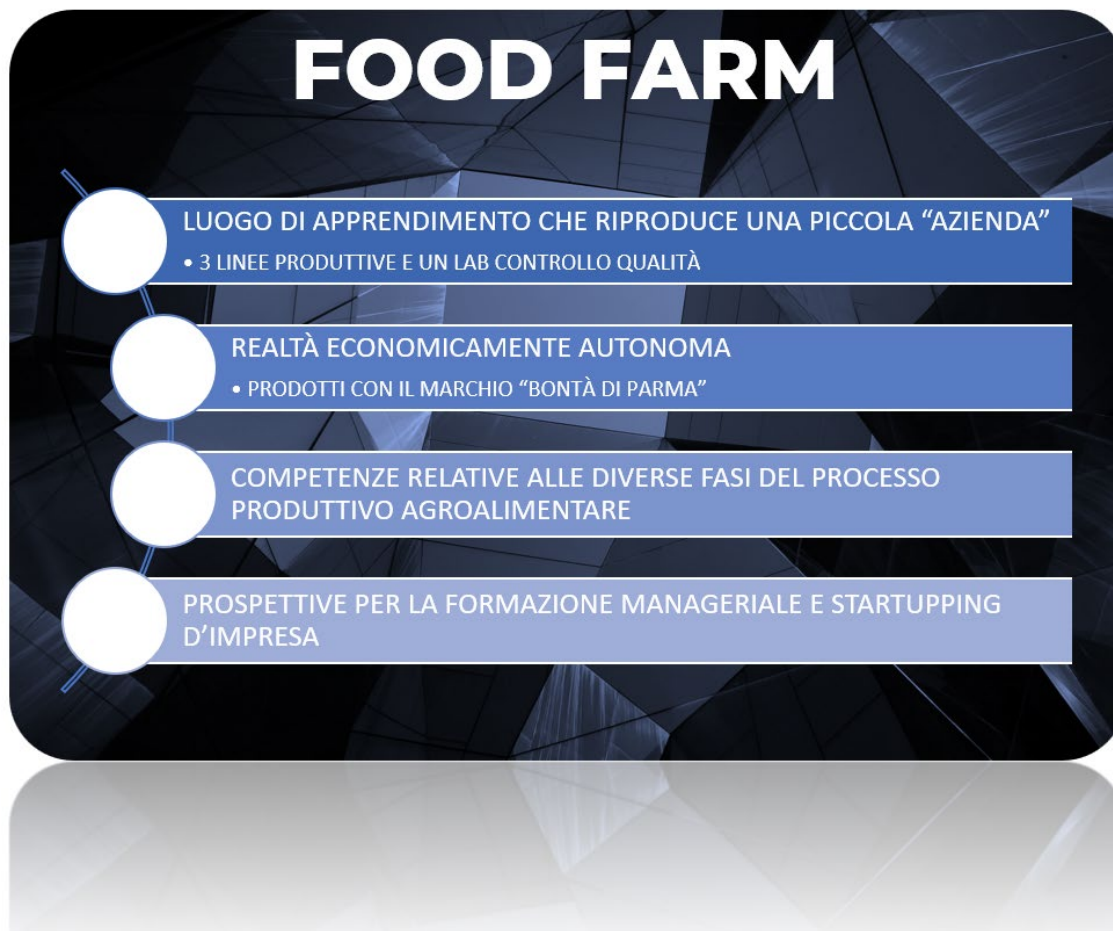 FOOD FARM
LUOGO DI APPRENDIMENTO CHE RIPRODUCE UNA PICCOLA “AZIENDA”
• 3 LINEE PRODUTTIVE E UN LAB CONTROLLO QUALITÀ
REALTÀ ECONOMICAMENTE AUTONOMA
• PRODOTTI CON IL MARCHIO “BONTÀ DI PARMA”
COMPETENZE RELATIVE ALLE DIVERSE FASI DEL PROCESSO
PRODUTTIVO AGROALIMENTARE
PROSPETTIVE PER LA FORMAZIONE MANAGERIALE E STARTUPPING
D’IMPRESA